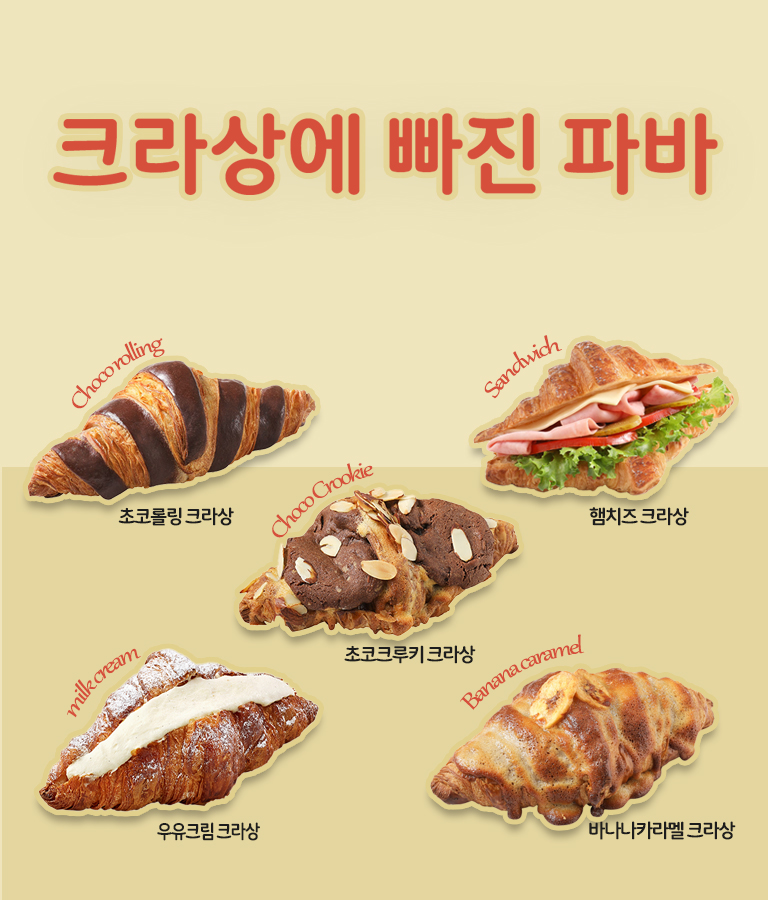 크라상에 빠진 파바
Choco rolling
초코롤링 크라상
Sandwich
햄치즈 크라상
Choco Crookie
초코크루키 크라상
milk cream
우유크림 크라상
Banana caramel
바나나카라멜 크라상